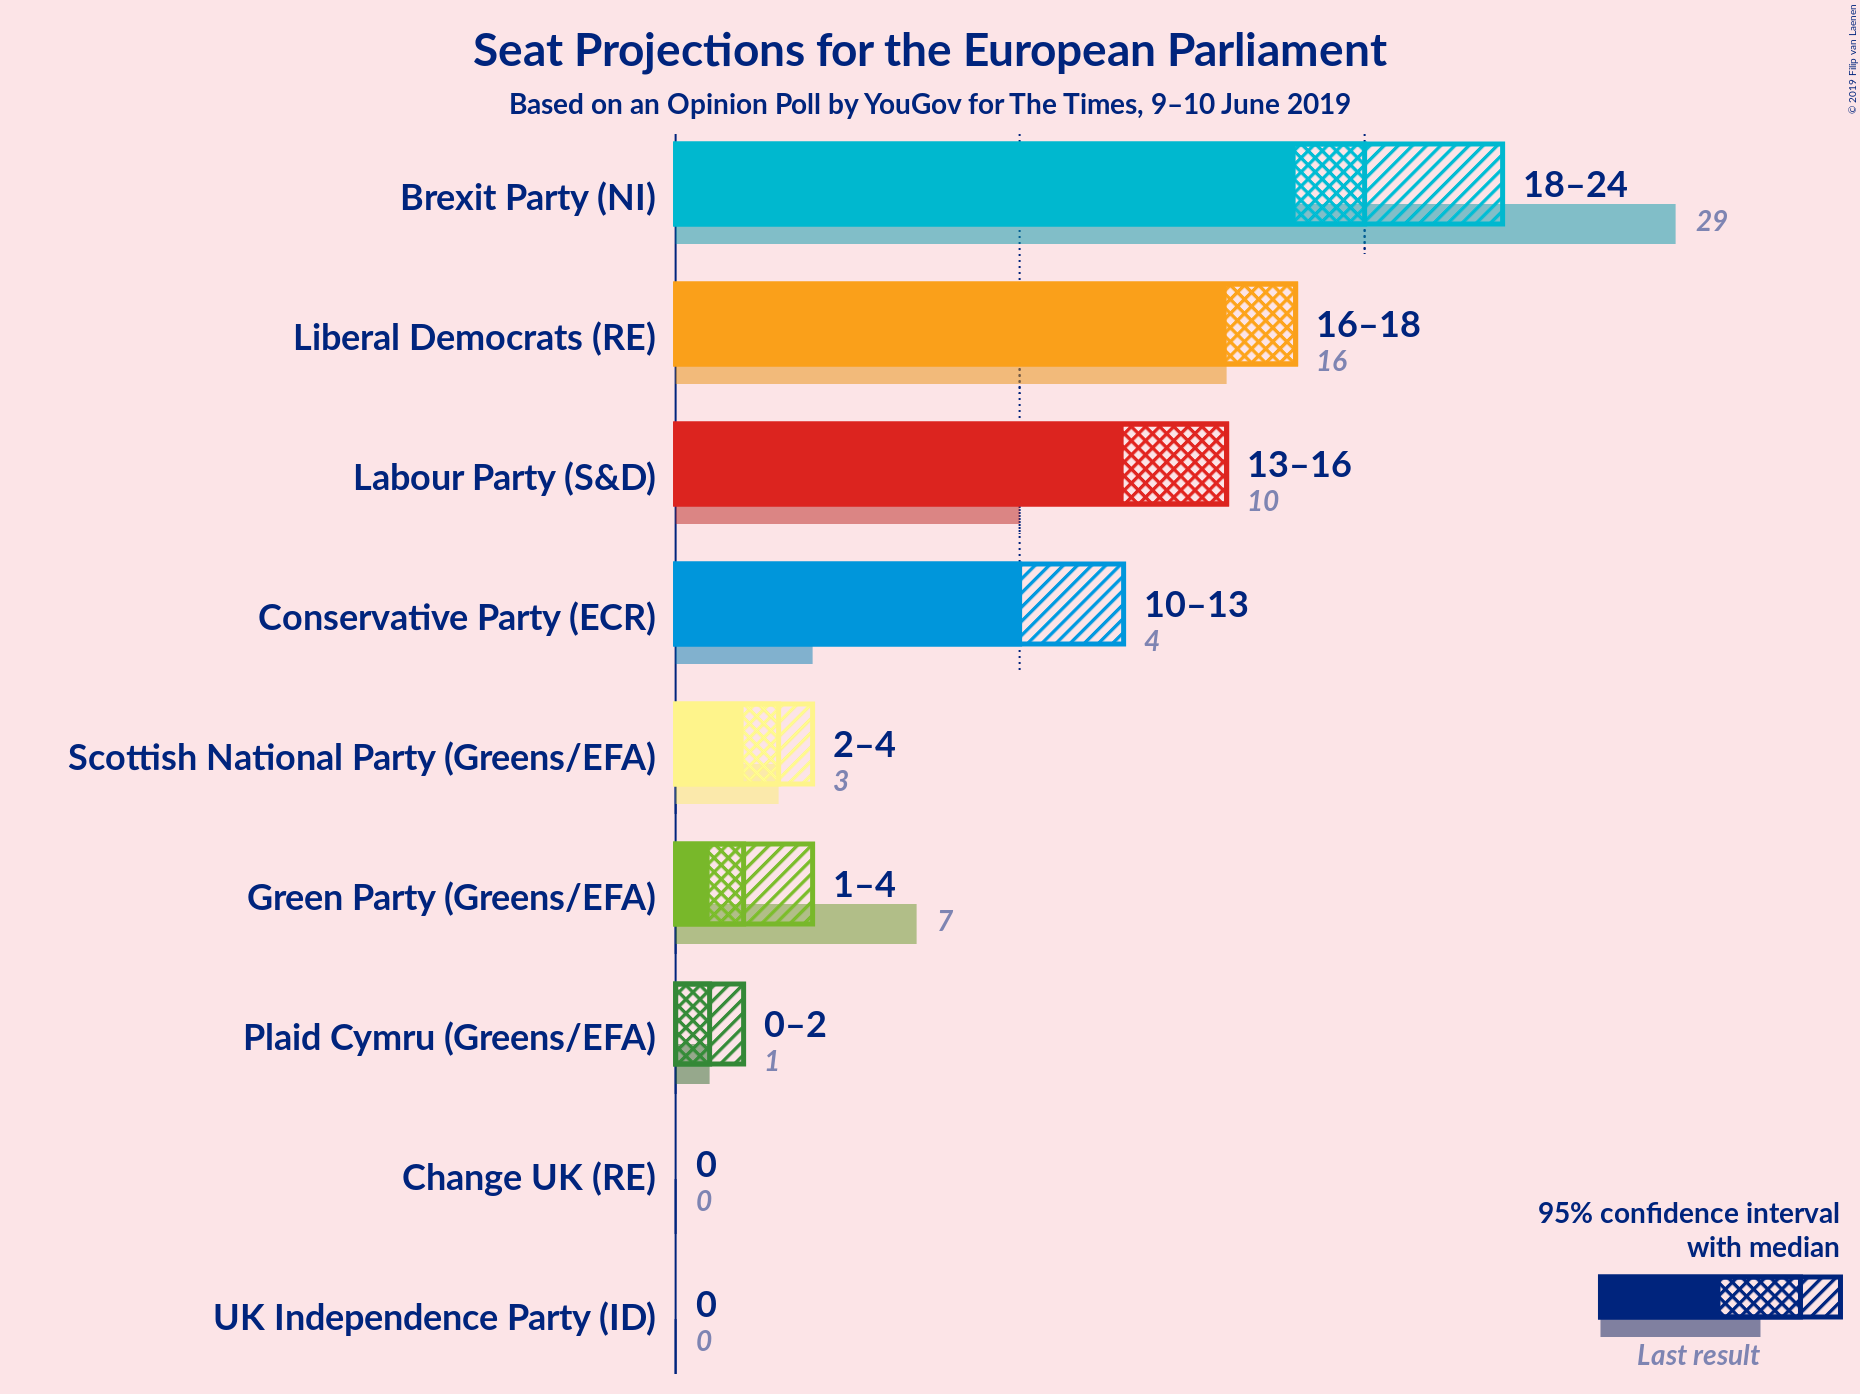 Seat Projections for the European Parliament
Based on an Opinion Poll by YouGov for The Times, 9–10 June 2019
© 2019 Filip van Laenen
Brexit Party (NI)
18–24
29
Liberal Democrats (RE)
16–18
16
Labour Party (S&D)
13–16
10
Conservative Party (ECR)
10–13
4
Scottish National Party (Greens/EFA)
2–4
3
Green Party (Greens/EFA)
1–4
7
Plaid Cymru (Greens/EFA)
0–2
1
Change UK (RE)
0
0
UK Independence Party (ID)
0
0
95% confidence interval
with median
Last result